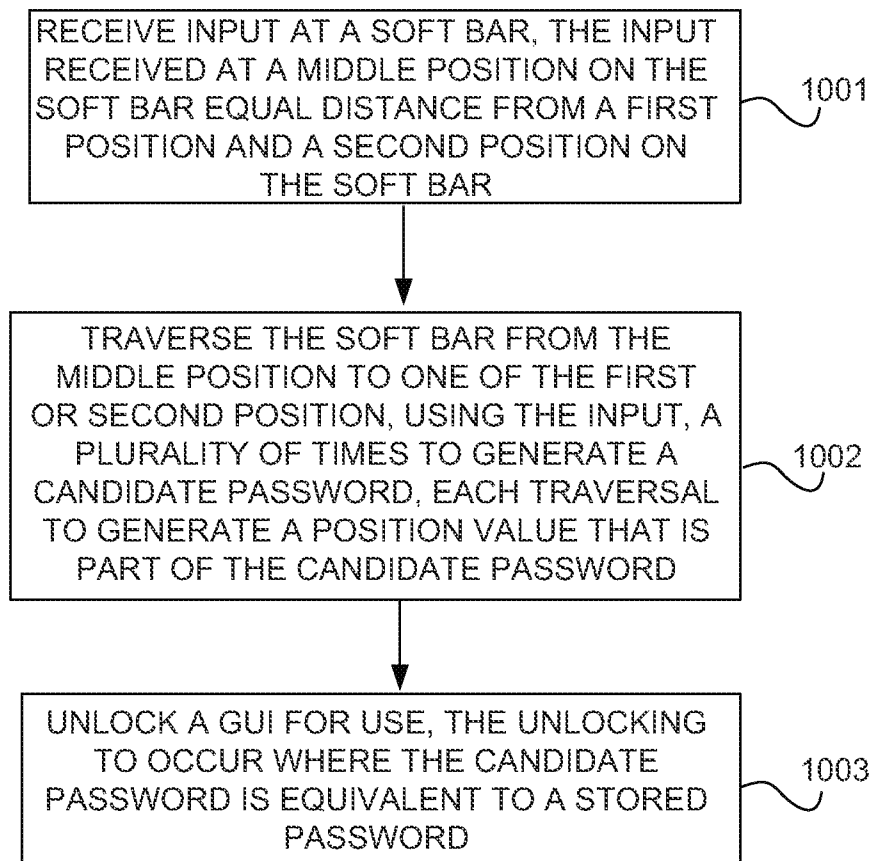 RECEIVE INPUT AT A SOFT BAR, THE INPUT
RECEIVED AT A MIDDLE POSITION ON THE
SOFT BAR EQUAL DISTANCE FROM A FIRST
POSITION AND A SECOND POSITION ON
THE SOFT BAR
1001
TRAVERSE THE SOFT BAR FROM THE
MIDDLE POSITION TO ONE OF THE FIRST
OR SECOND POSITION, USING THE INPUT, A
PLURALITY OF TIMES TO GENERATE A
CANDIDATE PASSWORD, EACH TRAVERSAL
TO GENERATE A POSITION VALUE THAT IS
PART OF THE CANDIDATE PASSWORD
1002
UNLOCK A GUI FOR USE, THE UNLOCKING
TO OCCUR WHERE THE CANDIDATE
PASSWORD IS EQUIVALENT TO A STORED
PASSWORD
1003